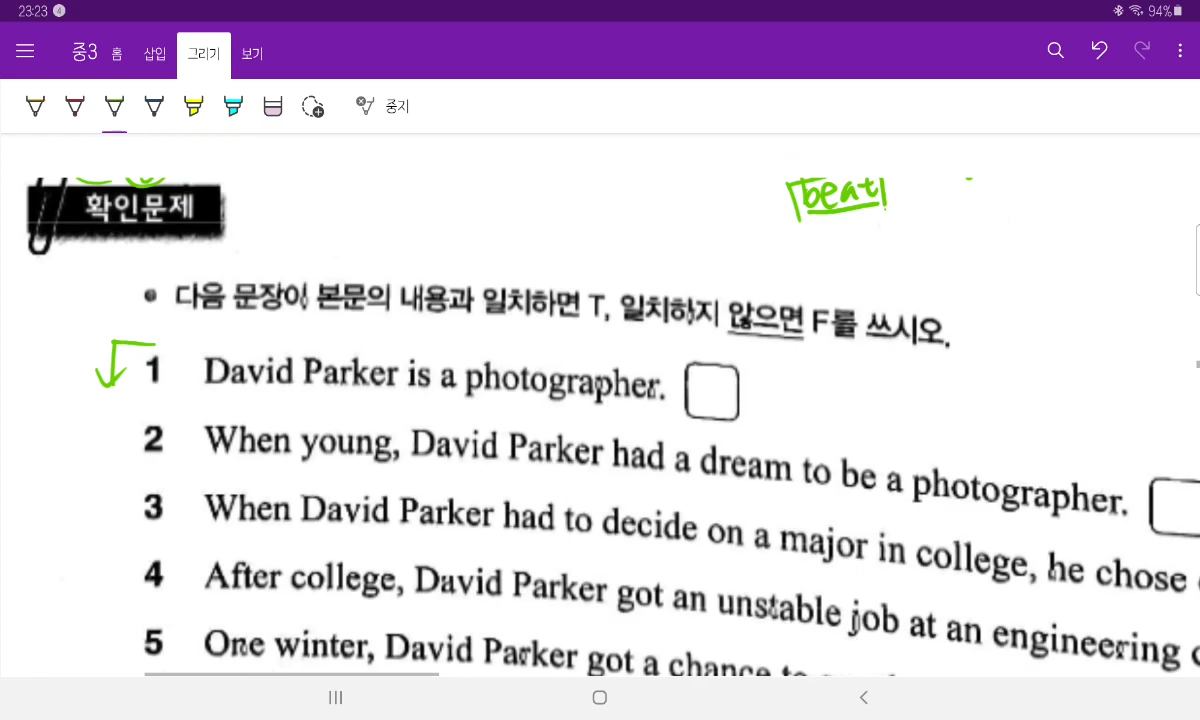 23:23 94%
중3 홈 삽입 그리기 보기
중지
beat
확인문제
다음 문장이 본문의 내용과 일치하면 T, 일치하지 않으면 F를 쓰시오.
1 David Parker is a photographer.
2 When young, David Parker had a dream to be a photographer.
3 When David Parker had to decide on a major in college, he chose
4 After college, David Parker got an unstable job at an engineering
5 One winter, David Parker got a chance to